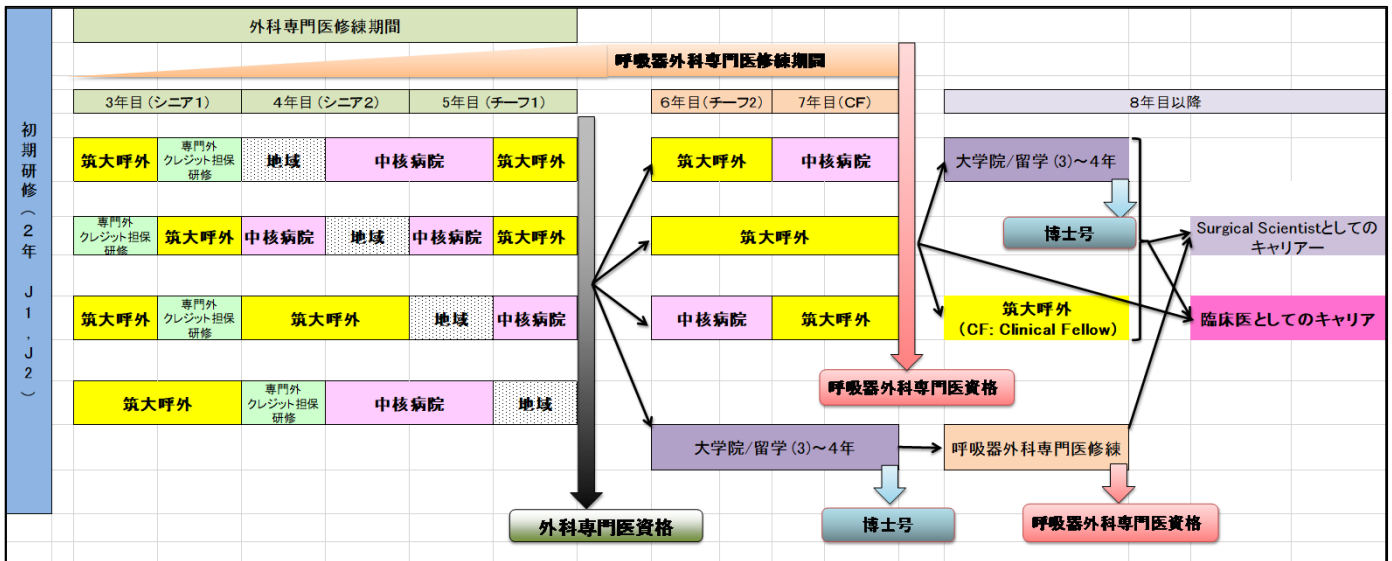 外科専門医修練期間
呼吸器外科専門医修練期間
3年目(シニア1)
4年目(シニア2)
5年目(チーフ1)
6年目(チーフ2)
7年目(CF)
8年目以降
初期研修(2年 J1,J2)
筑大呼外
専門外
クレジット担保
研修
地域
中核病院
筑大呼外
筑大呼外
中核病院
大学院/留学(3)～4年
専門外
クレジット担保
研修
筑大呼外
中核病院
地域
中核病院
筑大呼外
筑大呼外
博士号
Surgical Scientistとしての
キャリアー
筑大呼外
専門外
クレジット担保
研修
筑大呼外
地域
中核病院
中核病院
筑大呼外
筑大呼外
(CF: Clinical Fellow)
臨床医としてのキャリア
呼吸器外科専門医資格
筑大呼外
専門外
クレジット担保
研修
中核病院
地域
大学院/留学(3)～4年
呼吸器外科専門医修練
外科専門医資格
博士号
呼吸器外科専門医資格